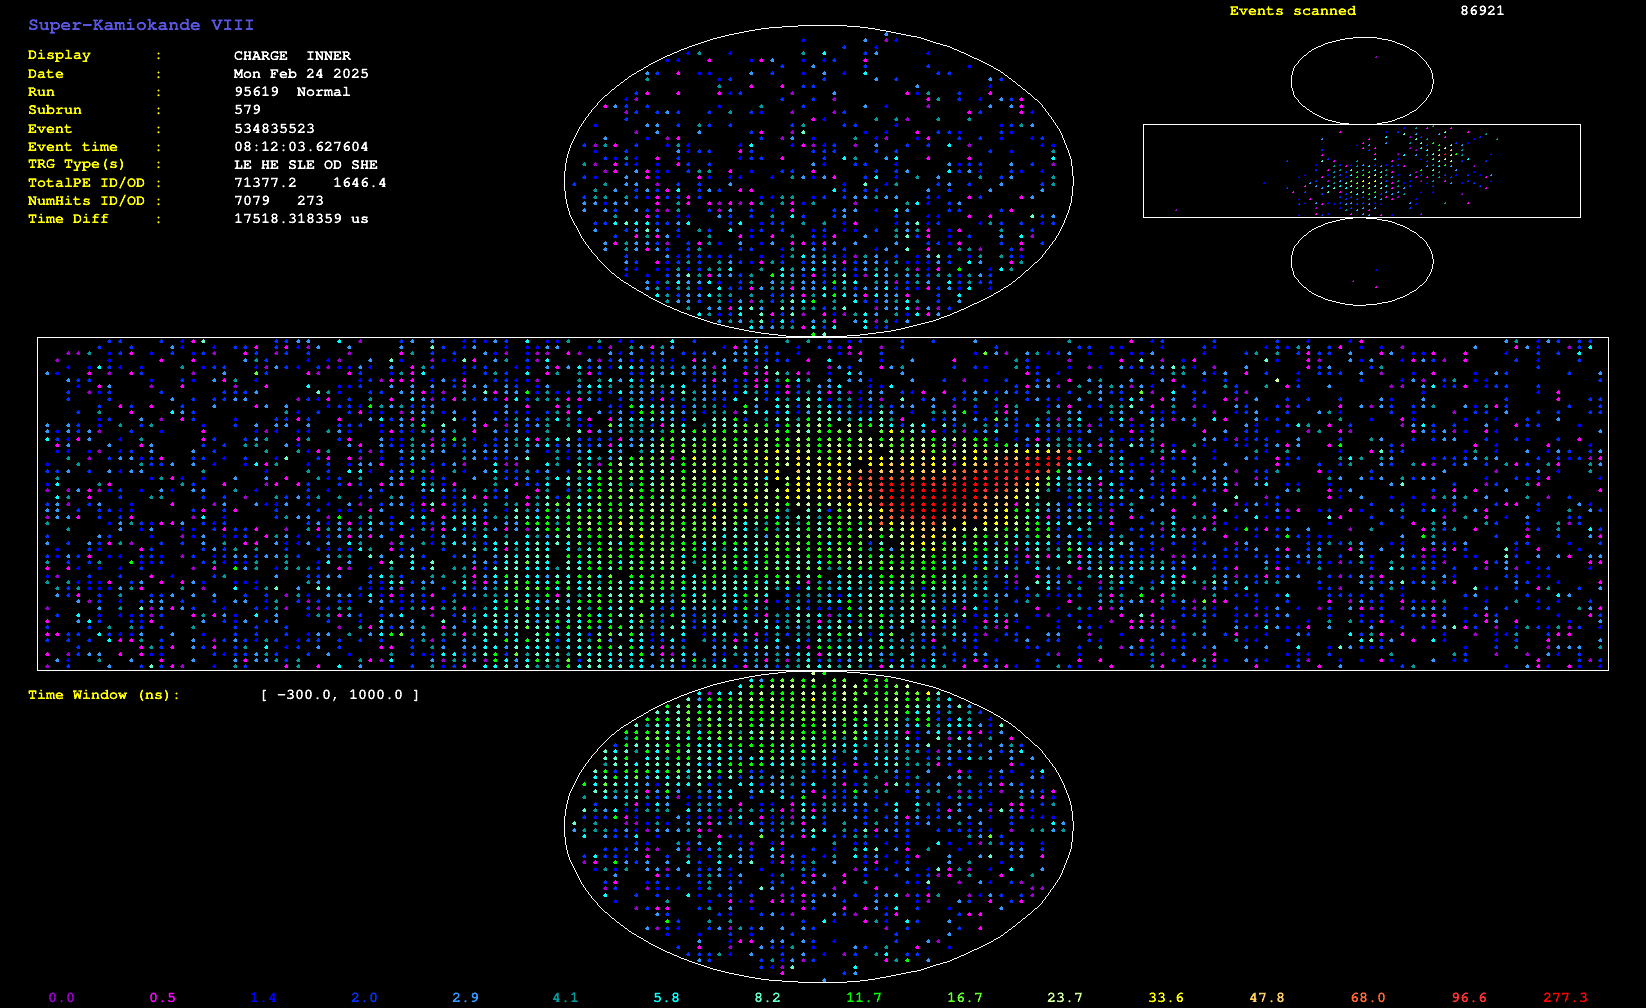 Super-Kamiokande VIII
Events scanned 86921
Display : CHARGE INNER
Date : Mon Feb 24 2025
Run : 95619 Normal
Subrun : 579
Event : 534835523
Event time : 08:12:03.627604
TRG Type(s) : LE HE SLE OD SHE
TotalPE ID/OD : 71377.2 1646.4
NumHits ID/OD : 7079 273
Time Diff : 17518.318359 us
Time Window (ns): [ -300.0, 1000.0 ]
0.0 0.5 1.4 2.0 2.9 4.1 5.8 8.2 11.7 16.7 23.7 33.6 47.8 68.0 96.6 277.3